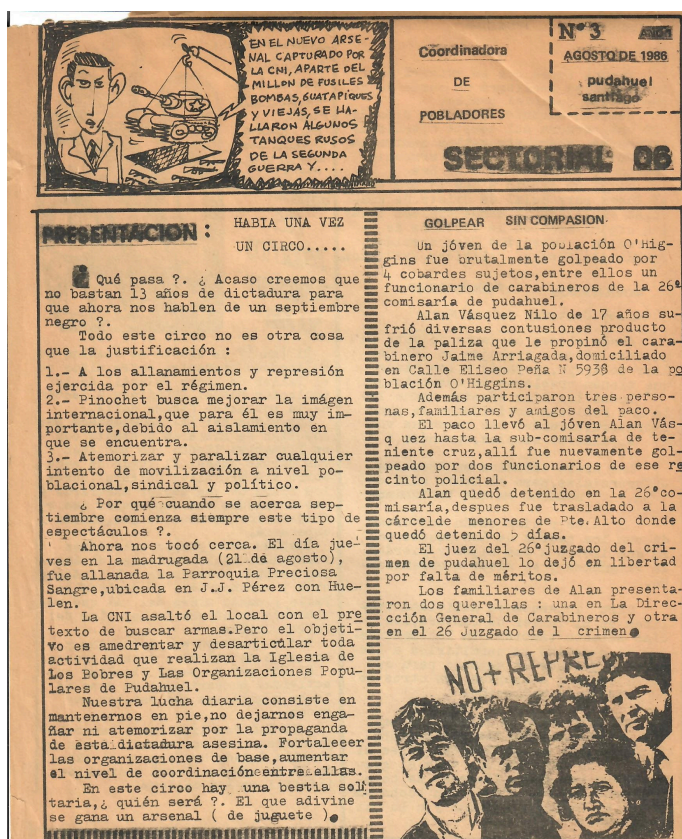 EN EL NUEVO ARSE-
NAL CAPTURADO POR
LA CNI, APARTE DEL
MILLON DE FUSILES
BOMBAS, GUATAPIQUES
Y VIEJAS, SE HA-
LLARON ALGUNOS
TANQUES RUSOS
DE LA SEGUNDA
GUERRA Y....
Coordinadora
DE
POBLADORES
N° 3 AÑO 1
AGOSTO DE 1986
pudahuel
santiago
SECTORIAL 06
PRESENTACION :
HABIA UNA VEZ
UN CIRCO.....
¿ Qué pasa ?. ¿ Acaso creemos que
no bastan 13 años de dictadura para
que ahora nos hablen de un septiembre
negro ?.
Todo este circo no es otra cosa
que la justificación :
1.- A los allanamientos y represión
ejercida por el régimen.
2.- Pinochet busca mejorar la imágen
internacional,que para él es muy im-
portante,debido al aislamiento en
que se encuentra.
3.- Atemorizar y paralizar cualquier
intento de movilización a nivel po-
blacional,sindical y político.
¿ Por qué cuando se acerca sep-
tiembre comienza siempre este tipo de
espectáculos ?.
Ahora nos tocó cerca. El día jue-
ves en la madrugada (21 de agosto),
fue allanada la Parroquia Preciosa
Sangre,ubicada en J.J. Pérez con Hue-
len.
La CNI asaltó el local con el pre
texto de buscar armas.Pero el objeti-
vo es amedrentar y desarticular toda
actividad que realizan la Iglesia de
Los Pobres y Las Organizaciones Popu-
lares de Pudahuel.
Nuestra lucha diaria consiste en
mantenernos en pie,no dejarnos enga-
ñar ni atemorizar por la propaganda
de esta dictadura asesina. Fortaleeer
las organizaciones de base,aumentar
el nivel de coordinación entre ellas.
En este circo hay una bestia soli
taria,¿ quién será ?. El que adivine
se gana un arsenal ( de juguete ).
GOLPEAR SIN COMPASION.
Un jóven de la población O'Hig-
gins fue brutalmente golpeado por
4 cobardes sujetos,entre ellos un
funcionario de carabineros de la 26ª
comisaría de pudahuel.
Alan Vásquez Nilo de 17 años su-
frió diversas contusiones producto
de la paliza que le propinó el cara-
binero Jaime Arriagada,domiciliado
en Calle Eliseo Peña N 5938 de la po
blación O'Higgins.
Además participaron tres perso-
nas,familiares y amigos del paco.
El paco llevó al jóven Alan Vás-
q uez hasta la sub-comisaría de te-
niente cruz,allí fue nuevamente gol-
peado por dos funcionarios de ese re
cinto policial.
Alan quedó detenido en la 26°co-
misaría,despues fue trasladado a la
cárcelde menores de Pte. Alto donde
quedó detenido 5 días.
El juez del 26°juzgado del cri-
men de pudahuel lo dejó en libertad
por falta de méritos.
Los familiares de Alan presenta-
ron dos querellas : una en La Direc-
cción General de Carabineros y otra
en el 26 Juzgado de l crimen.
NO+ REPRE